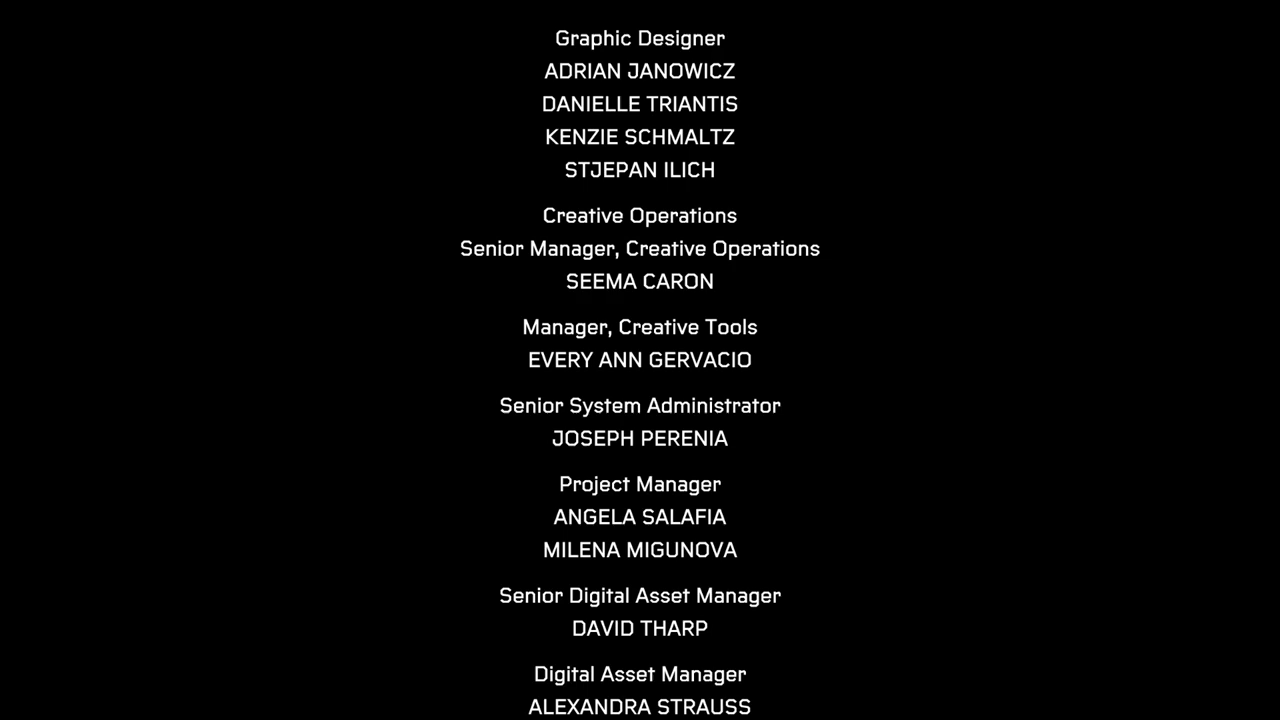 Graphic Designer
ADRIAN JANOWICZ
DANIELLE TRIANTIS
KENZIE SCHMALTZ
STJEPAN ILICH
Creative Operations
Senior Manager, Creative Operations
SEEMA CARON
Manager, Creative Tools
EVERY ANN GERVACIO
Senior System Administrator
JOSEPH PERENIA
Project Manager
ANGELA SALAFIA
MILENA MIGUNOVA
Senior Digital Asset Manager
DAVID THARP
Digital Asset Manager
ALEXANDRA STRAUSS